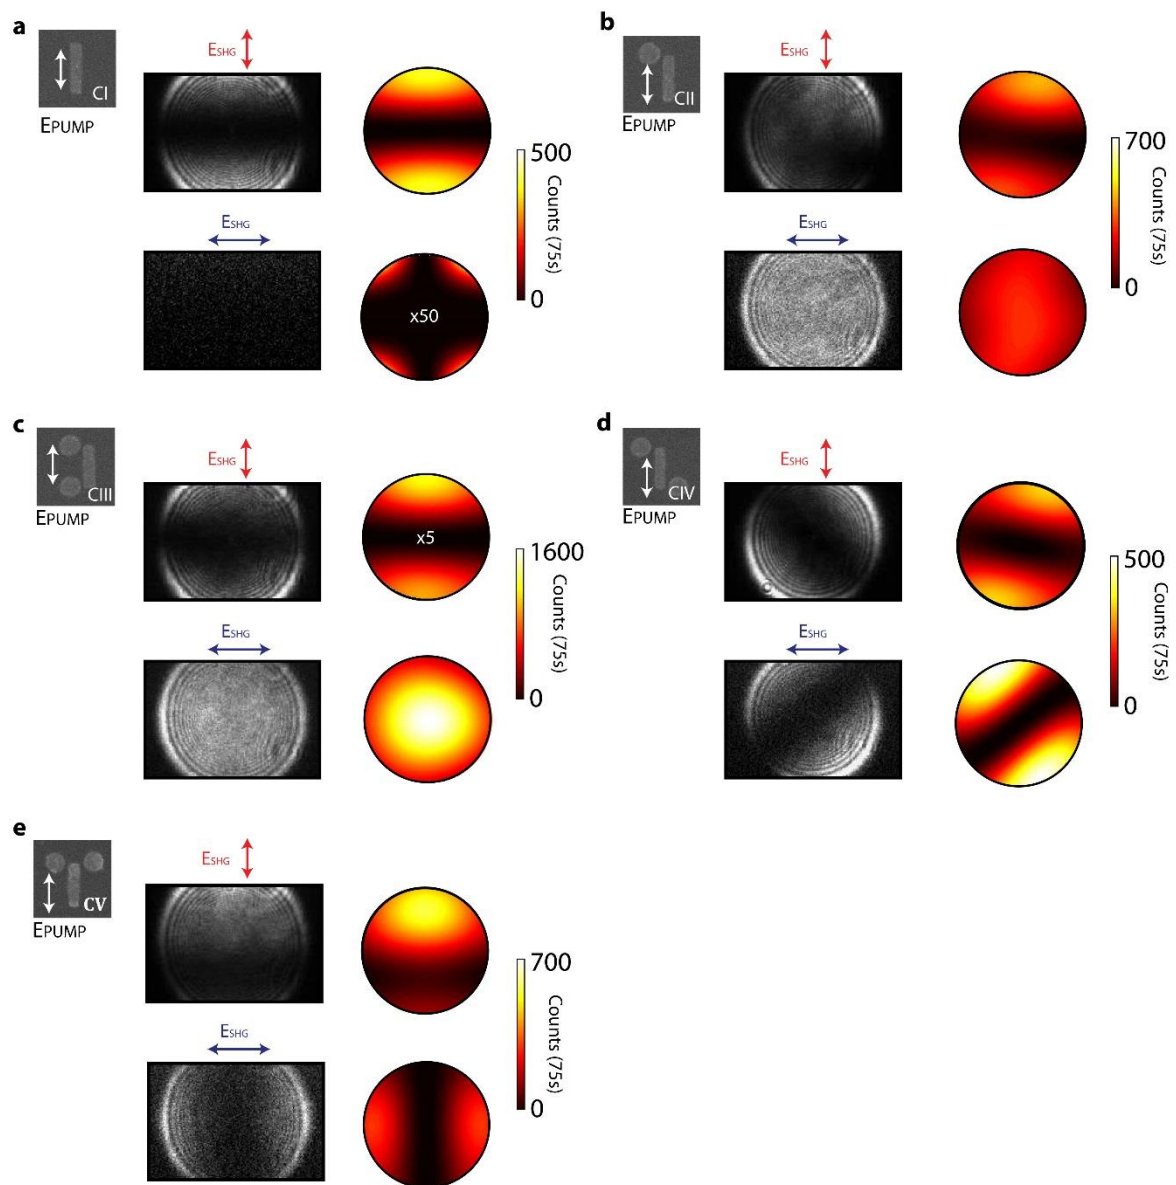 a
CI
EPUMP
ESHG
500
Counts (75s)
0
ESHG
x50
b
CII
EPUMP
ESHG
700
Counts (75s)
0
ESHG
c
CIII
EPUMP
ESHG
x5
1600
Counts (75s)
0
ESHG
d
CIV
EPUMP
ESHG
500
Counts (75s)
0
ESHG
e
CV
EPUMP
ESHG
700
Counts (75s)
0
ESHG